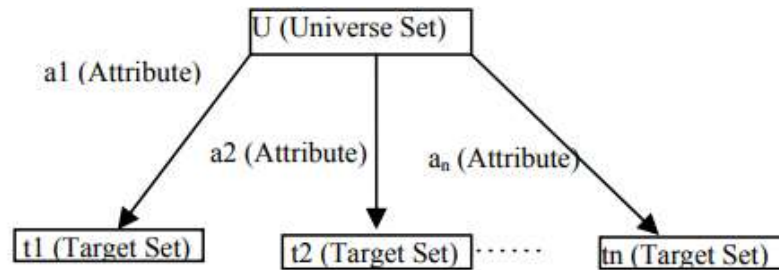 U (Universe Set)
a1 (Attribute)
a2 (Attribute)
aₙ (Attribute)
t1 (Target Set)
t2 (Target Set) ......
tn (Target Set)